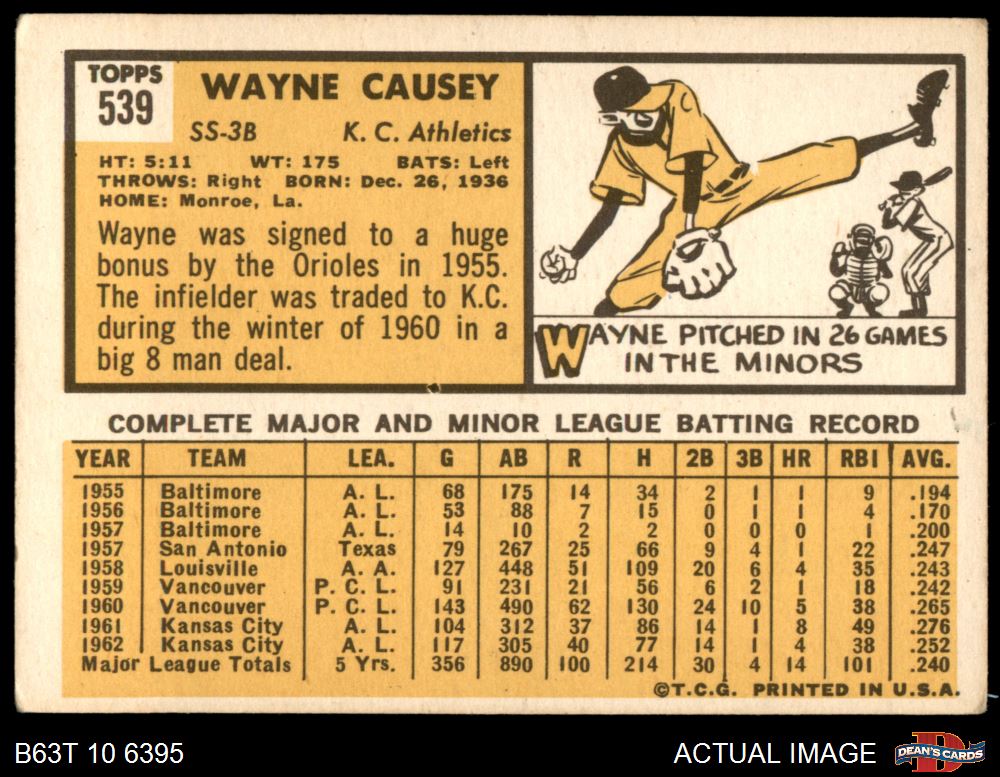 TOPPS
539
WAYNE CAUSEY
SS-3B K. C. Athletics
HT: 5:11 WT: 175 BATS: Left
THROWS: Right BORN: Dec. 26, 1936
HOME: Monroe, La.
Wayne was signed to a huge
bonus by the Orioles in 1955.
The infielder was traded to K.C.
during the winter of 1960 in a
big 8 man deal.
WAYNE PITCHED IN 26 GAMES
IN THE MINORS
COMPLETE MAJOR AND MINOR LEAGUE BATTING RECORD
YEAR TEAM LEA. G AB R H 2B 3B HR RBI AVG.
1955 Baltimore A. L. 68 175 14 34 2 1 1 9 .194
1956 Baltimore A. L. 53 88 7 15 0 1 1 4 .170
1957 Baltimore A. L. 14 10 2 2 0 0 0 1 .200
1957 San Antonio Texas 79 267 25 66 9 4 1 22 .247
1958 Louisville A. A. 127 448 51 109 20 6 4 35 .243
1959 Vancouver P. C. L. 91 231 21 56 6 2 1 18 .242
1960 Vancouver P. C. L. 143 490 62 130 24 10 5 38 .265
1961 Kansas City A. L. 104 312 37 86 14 1 8 49 .276
1962 Kansas City A. L. 117 305 40 77 14 1 4 38 .252
Major League Totals 5 Yrs. 356 890 100 214 30 4 14 101 .240
©T.C.G. PRINTED IN U.S.A.
B63T 10 6395 ACTUAL IMAGE
DEAN'S CARDS